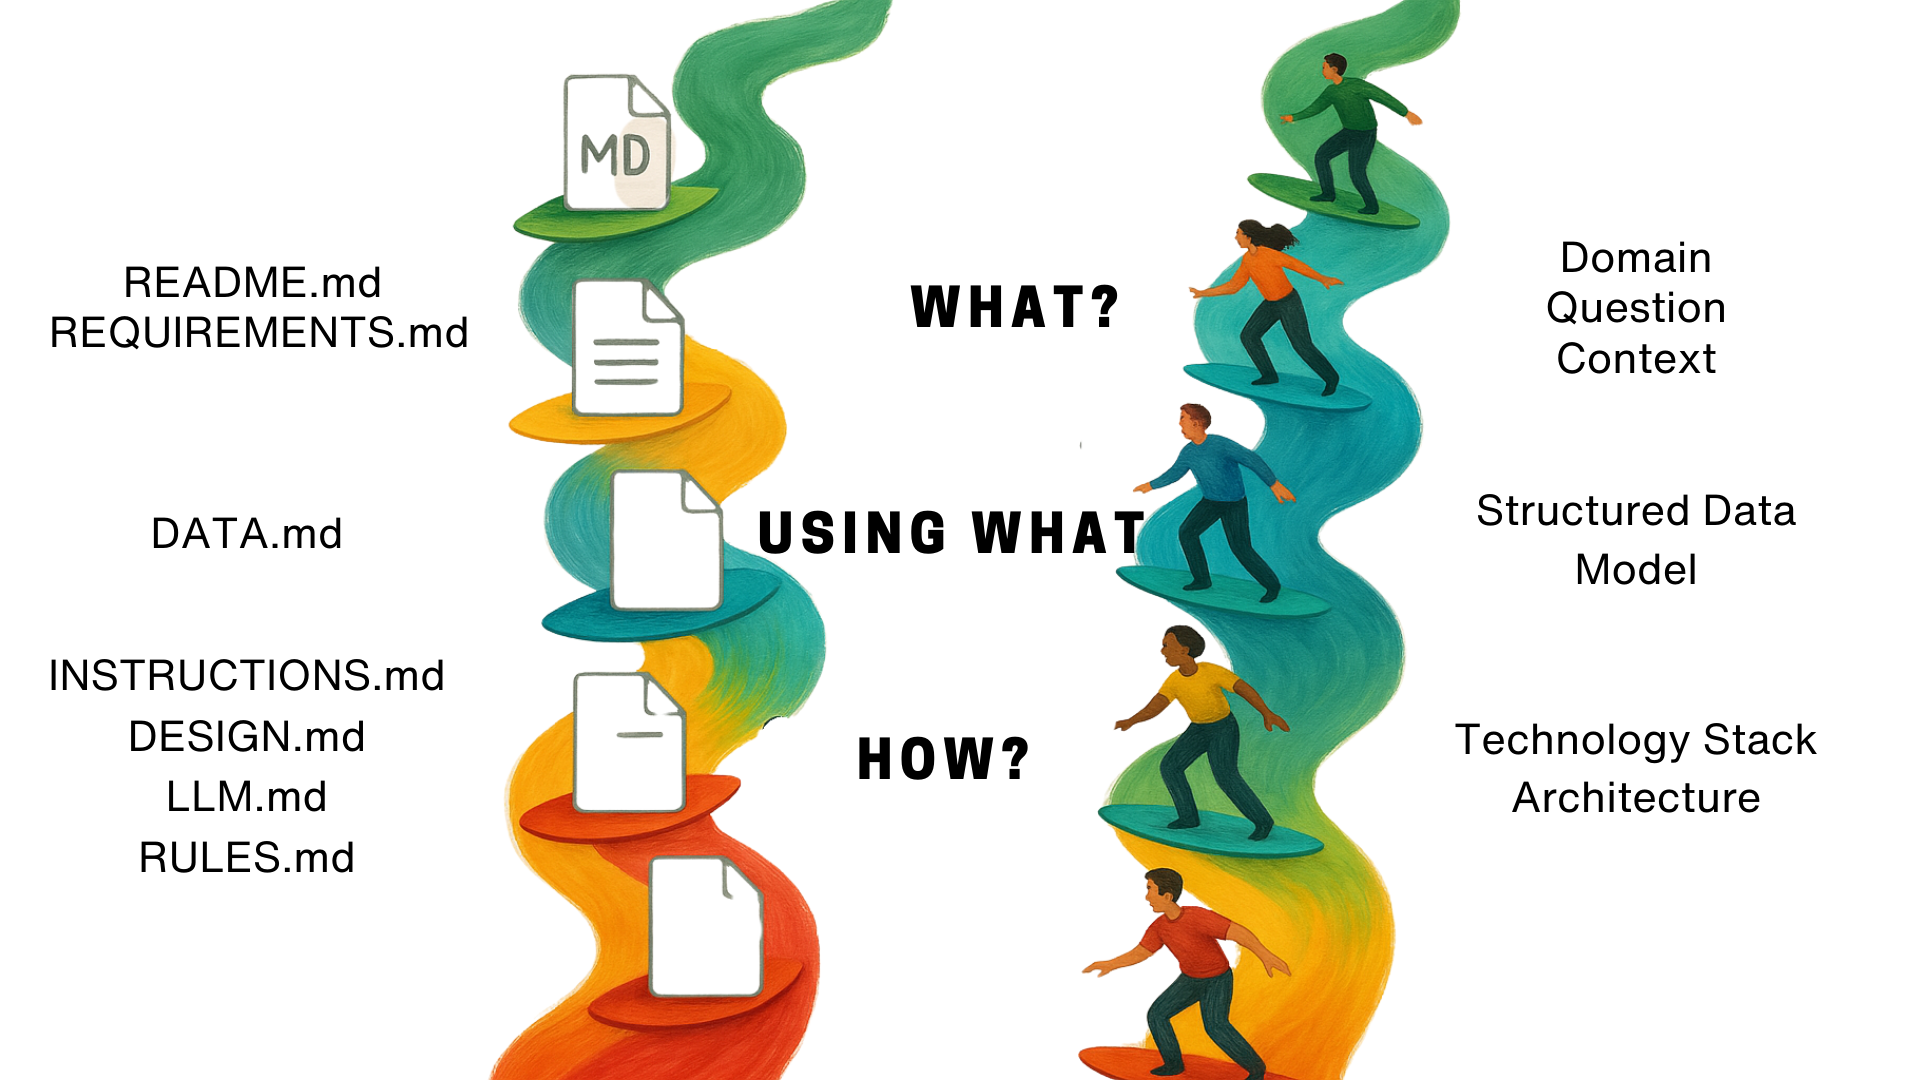 MD
README.md
REQUIREMENTS.md
WHAT?
Domain
Question
Context
DATA.md
USING WHAT
Structured Data
Model
INSTRUCTIONS.md
DESIGN.md
LLM.md
RULES.md
HOW?
Technology Stack
Architecture